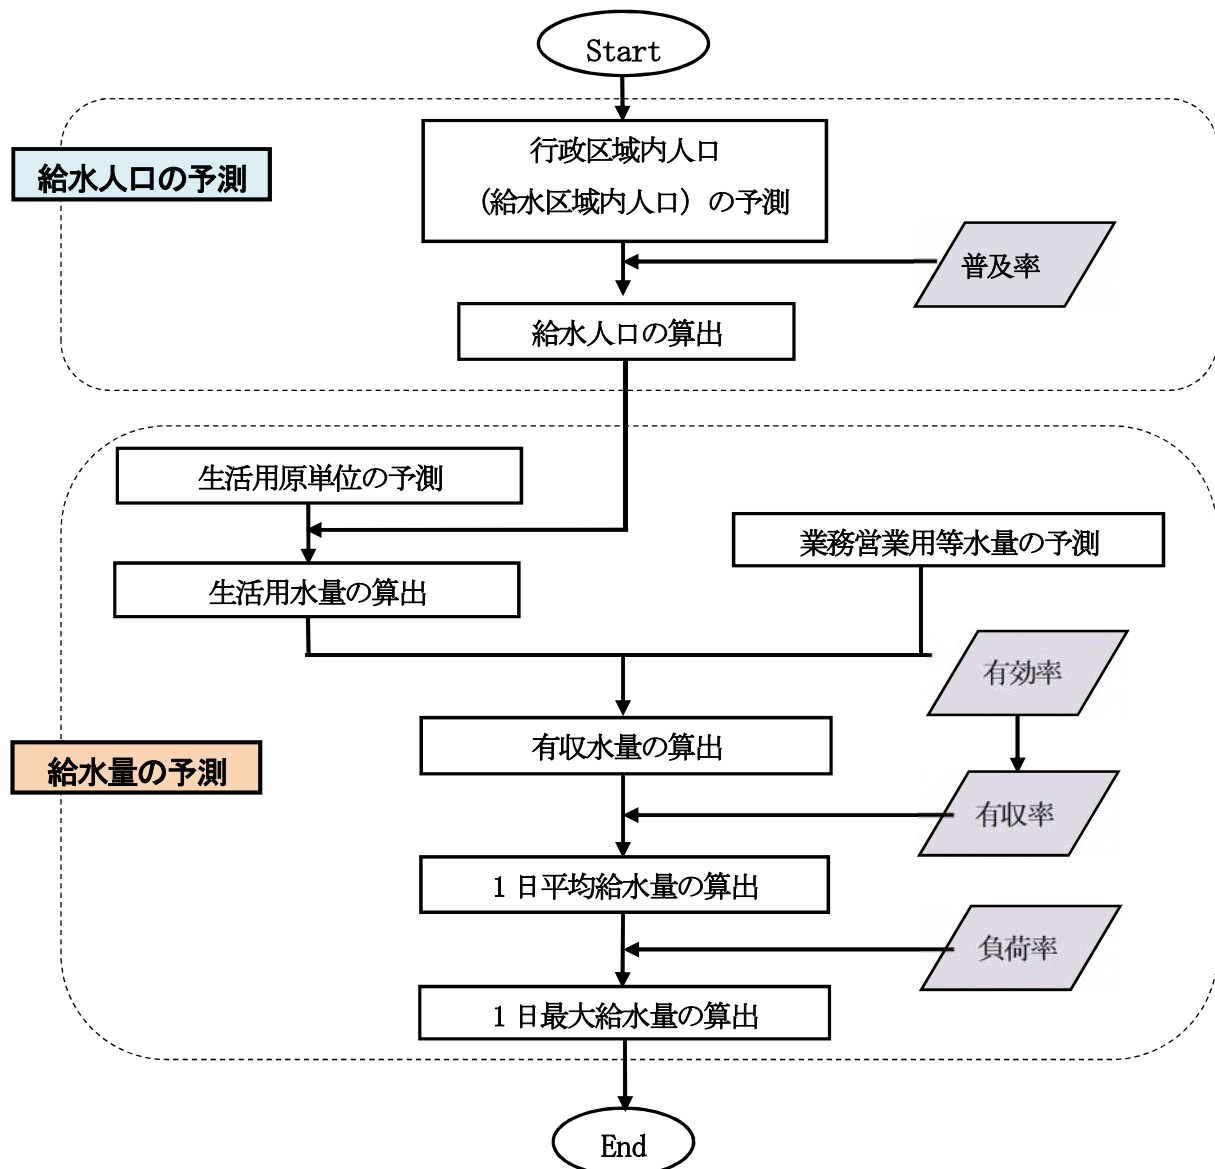 Start
給水人口の予測
行政区域内人口
（給水区域内人口）の予測
普及率
給水人口の算出
生活用原単位の予測
業務営業用等水量の予測
生活用水量の算出
有効率
有収水量の算出
給水量の予測
有収率
1日平均給水量の算出
負荷率
1日最大給水量の算出
End